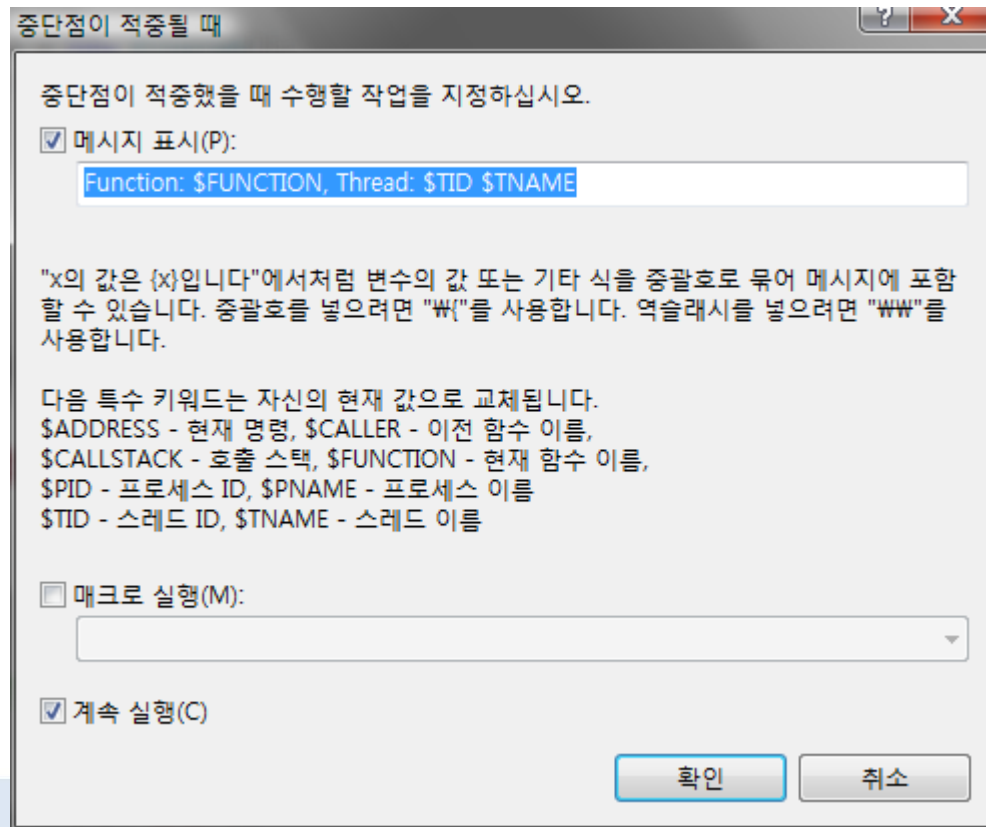 중단점이 적중될 때
중단점이 적중했을 때 수행할 작업을 지정하십시오.
메시지 표시(P):
Function: $FUNCTION, Thread: $TID $TNAME
"x의 값은 {x}입니다"에서처럼 변수의 값 또는 기타 식을 중괄호로 묶어 메시지에 포함
할 수 있습니다. 중괄호를 넣으려면 "₩{"를 사용합니다. 역슬래시를 넣으려면 "₩₩"를
사용합니다.
다음 특수 키워드는 자신의 현재 값으로 교체됩니다.
$ADDRESS - 현재 명령, $CALLER - 이전 함수 이름,
$CALLSTACK - 호출 스택, $FUNCTION - 현재 함수 이름,
$PID - 프로세스 ID, $PNAME - 프로세스 이름
$TID - 스레드 ID, $TNAME - 스레드 이름
매크로 실행(M):
계속 실행(C)
확인 취소